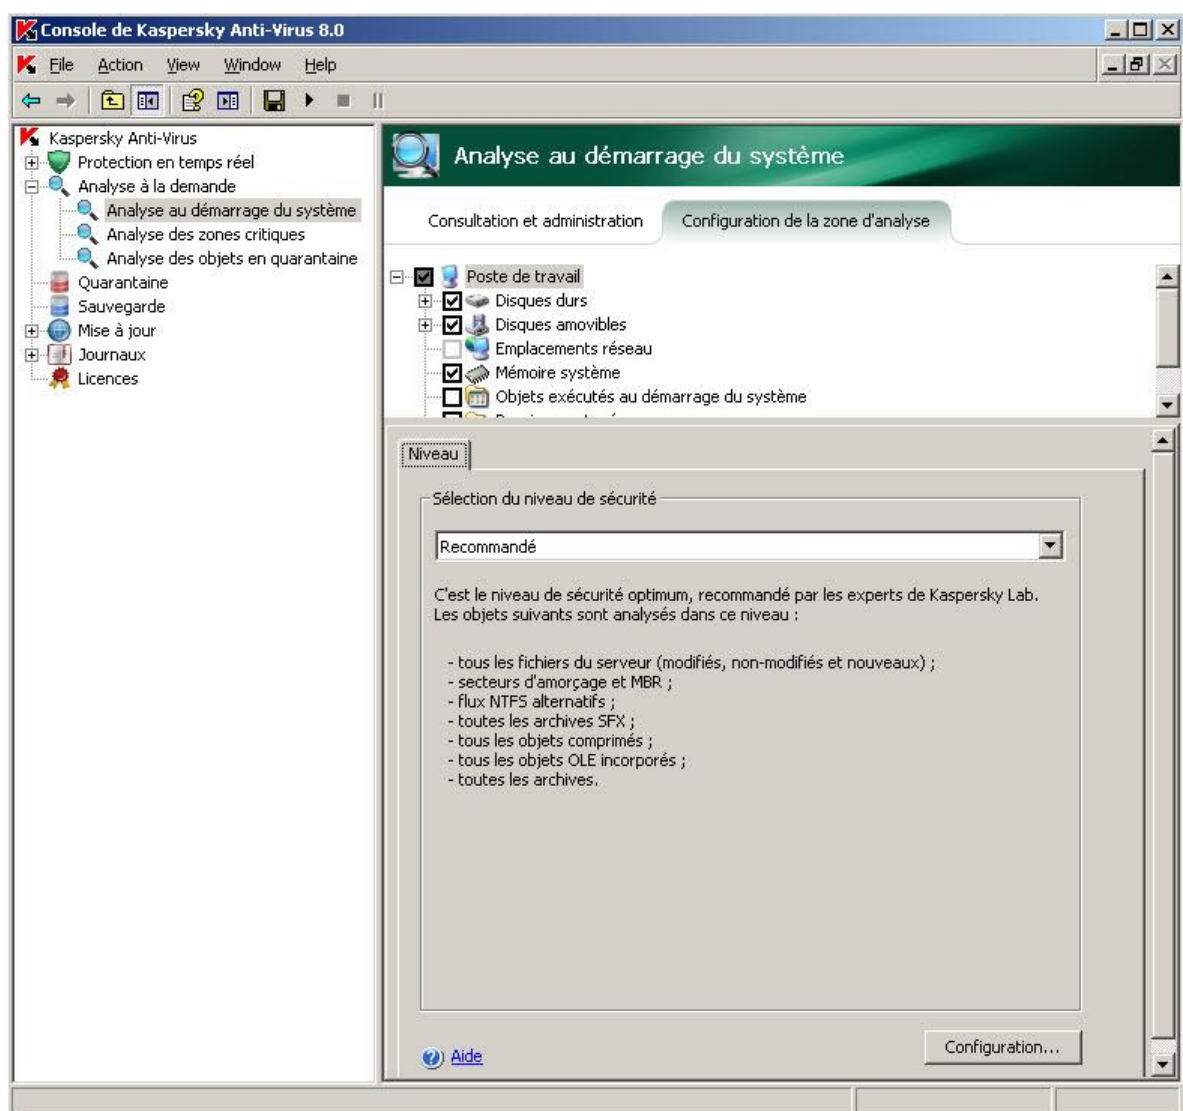 Console de Kaspersky Anti-Virus 8.0
File Action View Window Help
Kaspersky Anti-Virus
Protection en temps réel
Analyse à la demande
Analyse au démarrage du système
Analyse des zones critiques
Analyse des objets en quarantaine
Quarantaine
Sauvegarde
Mise à jour
Journaux
Licences
Analyse au démarrage du système
Consultation et administration Configuration de la zone d'analyse
Poste de travail
Disques durs
Disques amovibles
Emplacements réseau
Mémoire système
Objets exécutés au démarrage du système
Niveau
Sélection du niveau de sécurité
Recommandé
C'est le niveau de sécurité optimum, recommandé par les experts de Kaspersky Lab.
Les objets suivants sont analysés dans ce niveau :
- tous les fichiers du serveur (modifiés, non-modifiés et nouveaux) ;
- secteurs d'amorçage et MBR ;
- flux NTFS alternatifs ;
- toutes les archives SFX ;
- tous les objets comprimés ;
- tous les objets OLE incorporés ;
- toutes les archives.
Aide
Configuration...